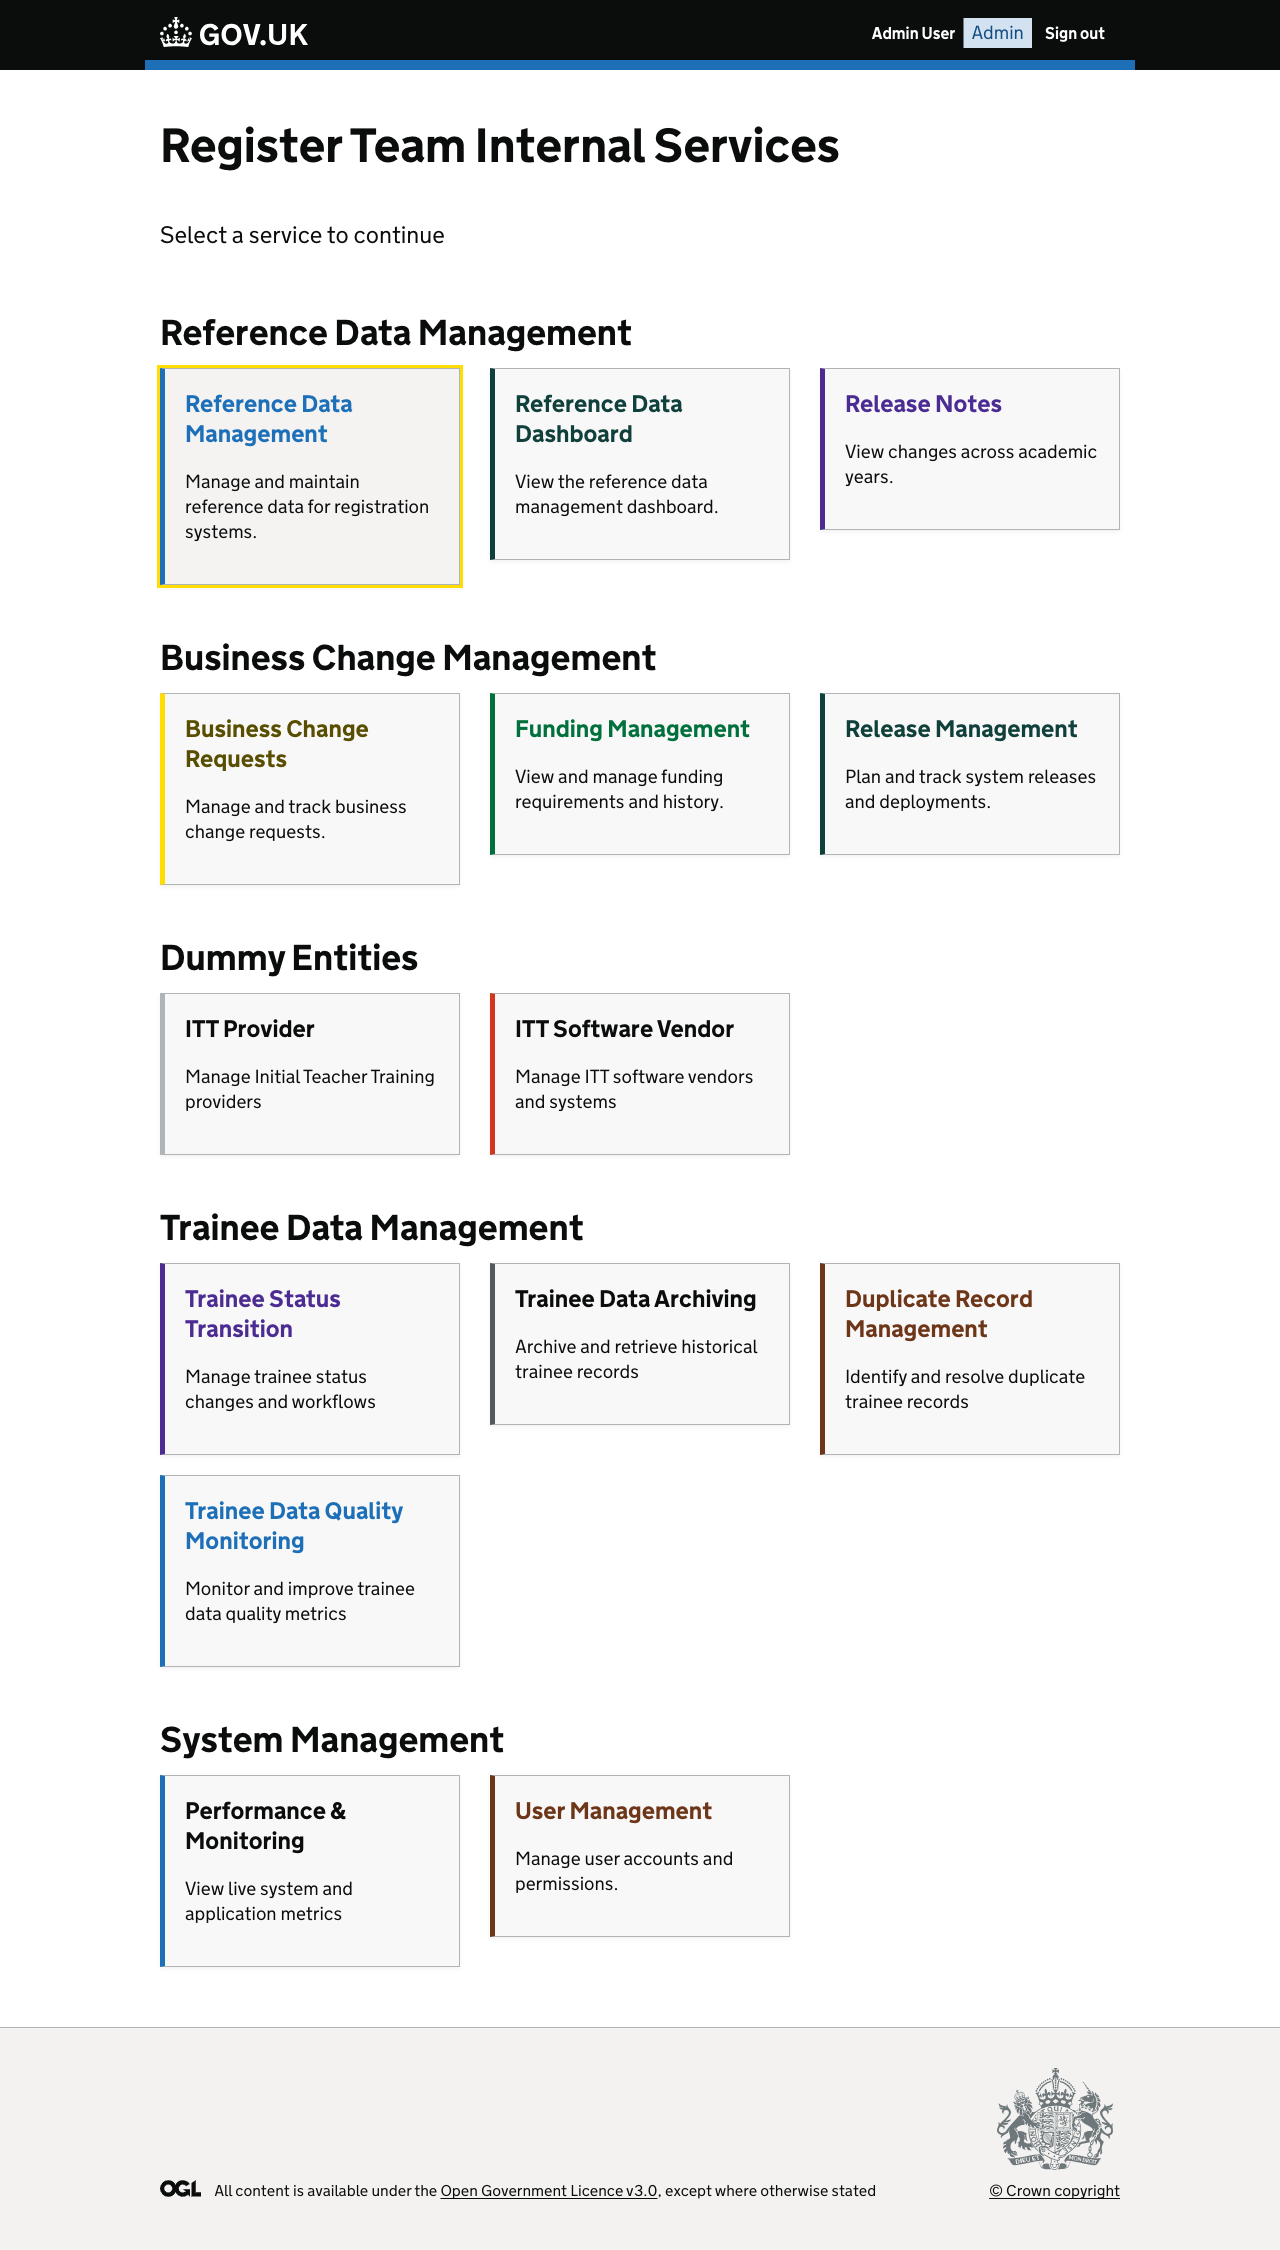 GOV.UK
Admin User Admin Sign out
Register Team Internal Services
Select a service to continue
Reference Data Management
Reference Data
Management
Manage and maintain
reference data for registration
systems.
Reference Data
Dashboard
View the reference data
management dashboard.
Release Notes
View changes across academic
years.
Business Change Management
Business Change
Requests
Manage and track business
change requests.
Funding Management
View and manage funding
requirements and history.
Release Management
Plan and track system releases
and deployments.
Dummy Entities
ITT Provider
Manage Initial Teacher Training
providers
ITT Software Vendor
Manage ITT software vendors
and systems
Trainee Data Management
Trainee Status
Transition
Manage trainee status
changes and workflows
Trainee Data Archiving
Archive and retrieve historical
trainee records
Duplicate Record
Management
Identify and resolve duplicate
trainee records
Trainee Data Quality
Monitoring
Monitor and improve trainee
data quality metrics
System Management
Performance &
Monitoring
View live system and
application metrics
User Management
Manage user accounts and
permissions.
OGL All content is available under the Open Government Licence v3.0, except where otherwise stated
© Crown copyright